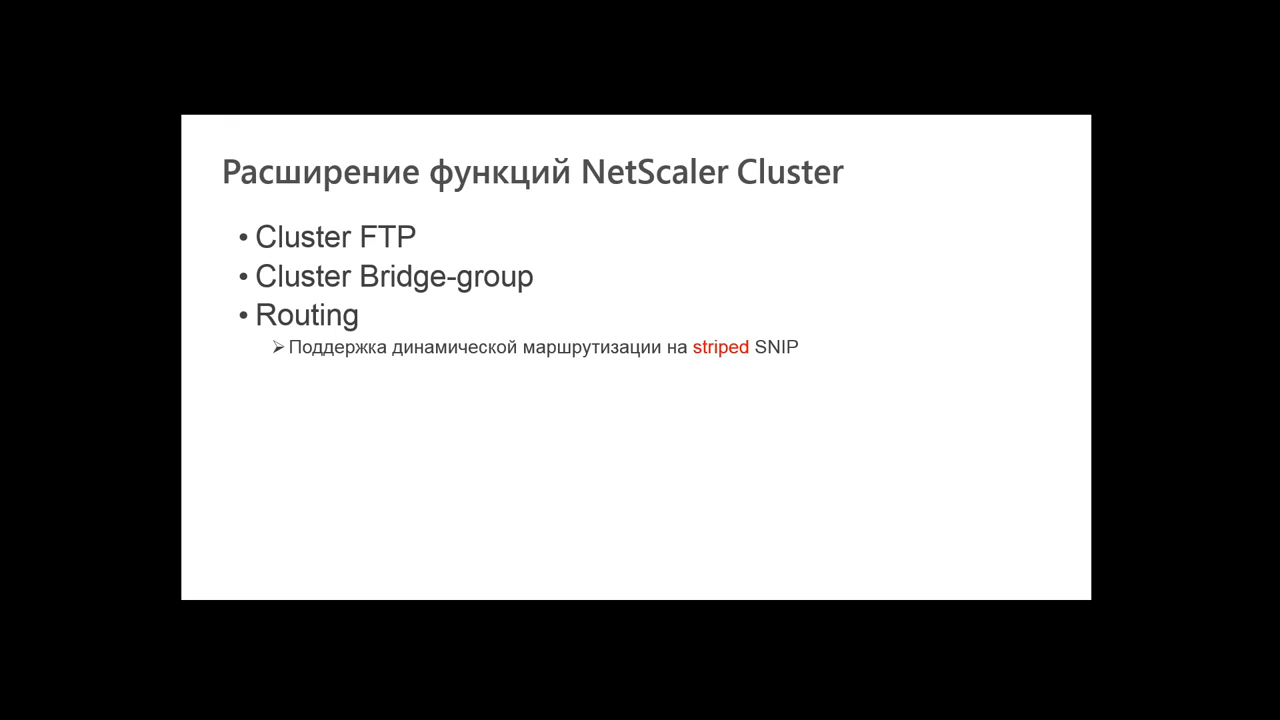 Расширение функций NetScaler Cluster
• Cluster FTP
• Cluster Bridge-group
• Routing
➢ Поддержка динамической маршрутизации на striped SNIP